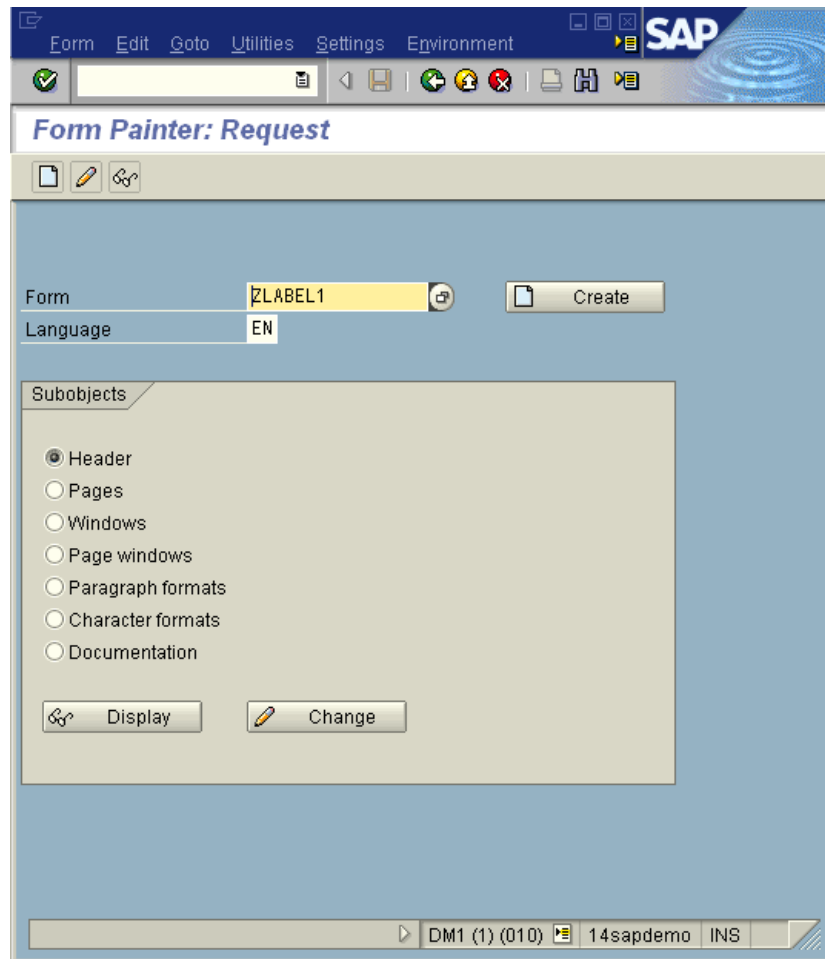 Form Edit Goto Utilities Settings Environment
SAP
Form Painter: Request
Form ZLABEL1 Create
Language EN
Subobjects
Header
Pages
Windows
Page windows
Paragraph formats
Character formats
Documentation
Display Change
DM1 (1) (010) 14sapdemo INS